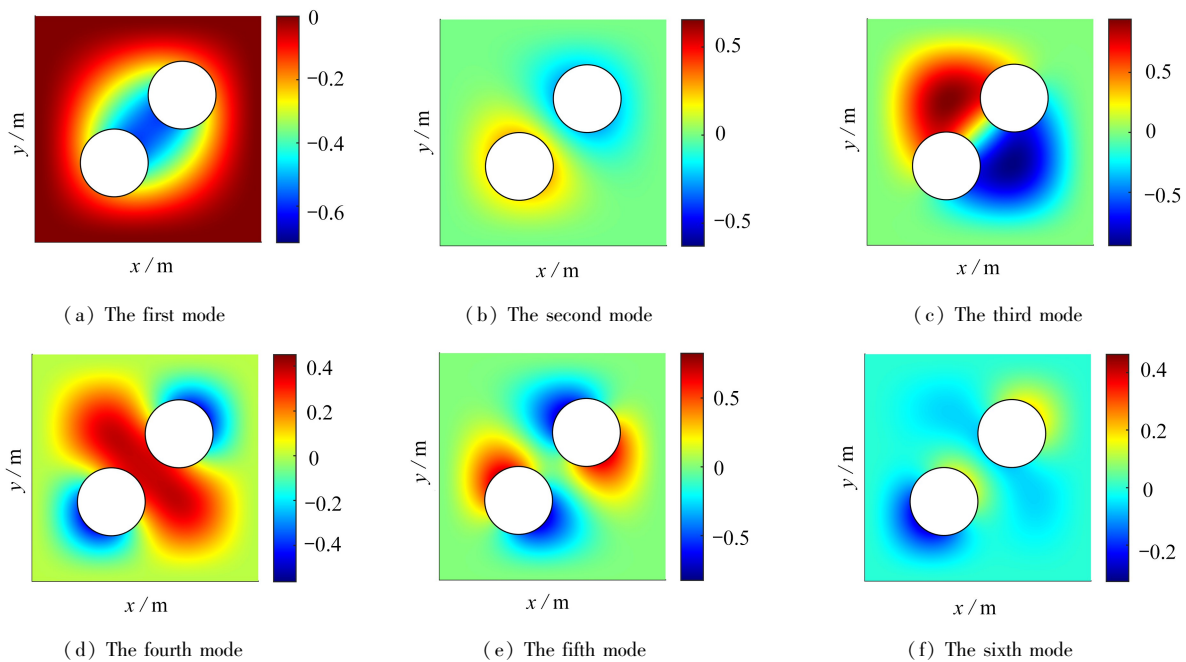 0
−0.2
−0.4
−0.6
y / m
x / m
(a) The first mode
0.5
0
−0.5
y / m
x / m
(b) The second mode
0.5
0
−0.5
y / m
x / m
(c) The third mode
0.4
0.2
0
−0.2
−0.4
y / m
x / m
(d) The fourth mode
0.5
0
−0.5
y / m
x / m
(e) The fifth mode
0.4
0.2
0
−0.2
y / m
x / m
(f) The sixth mode